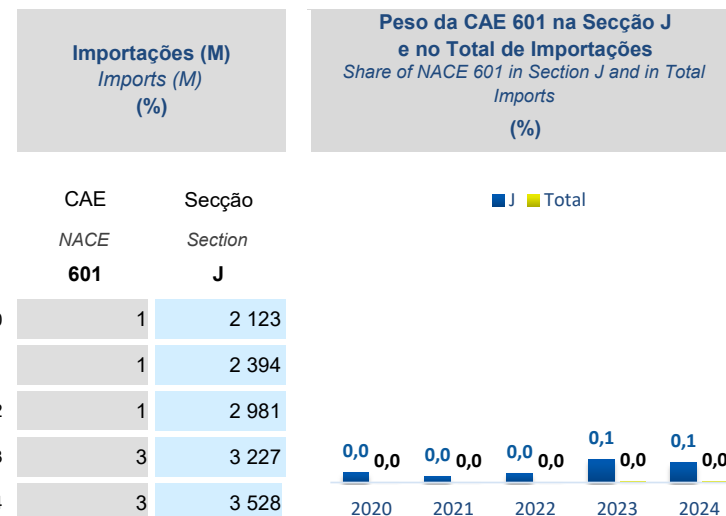 Importações (M)
Imports (M)
(%)
Peso da CAE 601 na Secção J
e no Total de Importações
Share of NACE 601 in Section J and in Total
Imports
(%)
CAE Secção
NACE Section
601 J
1 2 123
1 2 394
1 2 981
3 3 227
3 3 528
J Total
0,0 0,0 0,0 0,0 0,0 0,0 0,1 0,0 0,1 0,0
2020 2021 2022 2023 2024